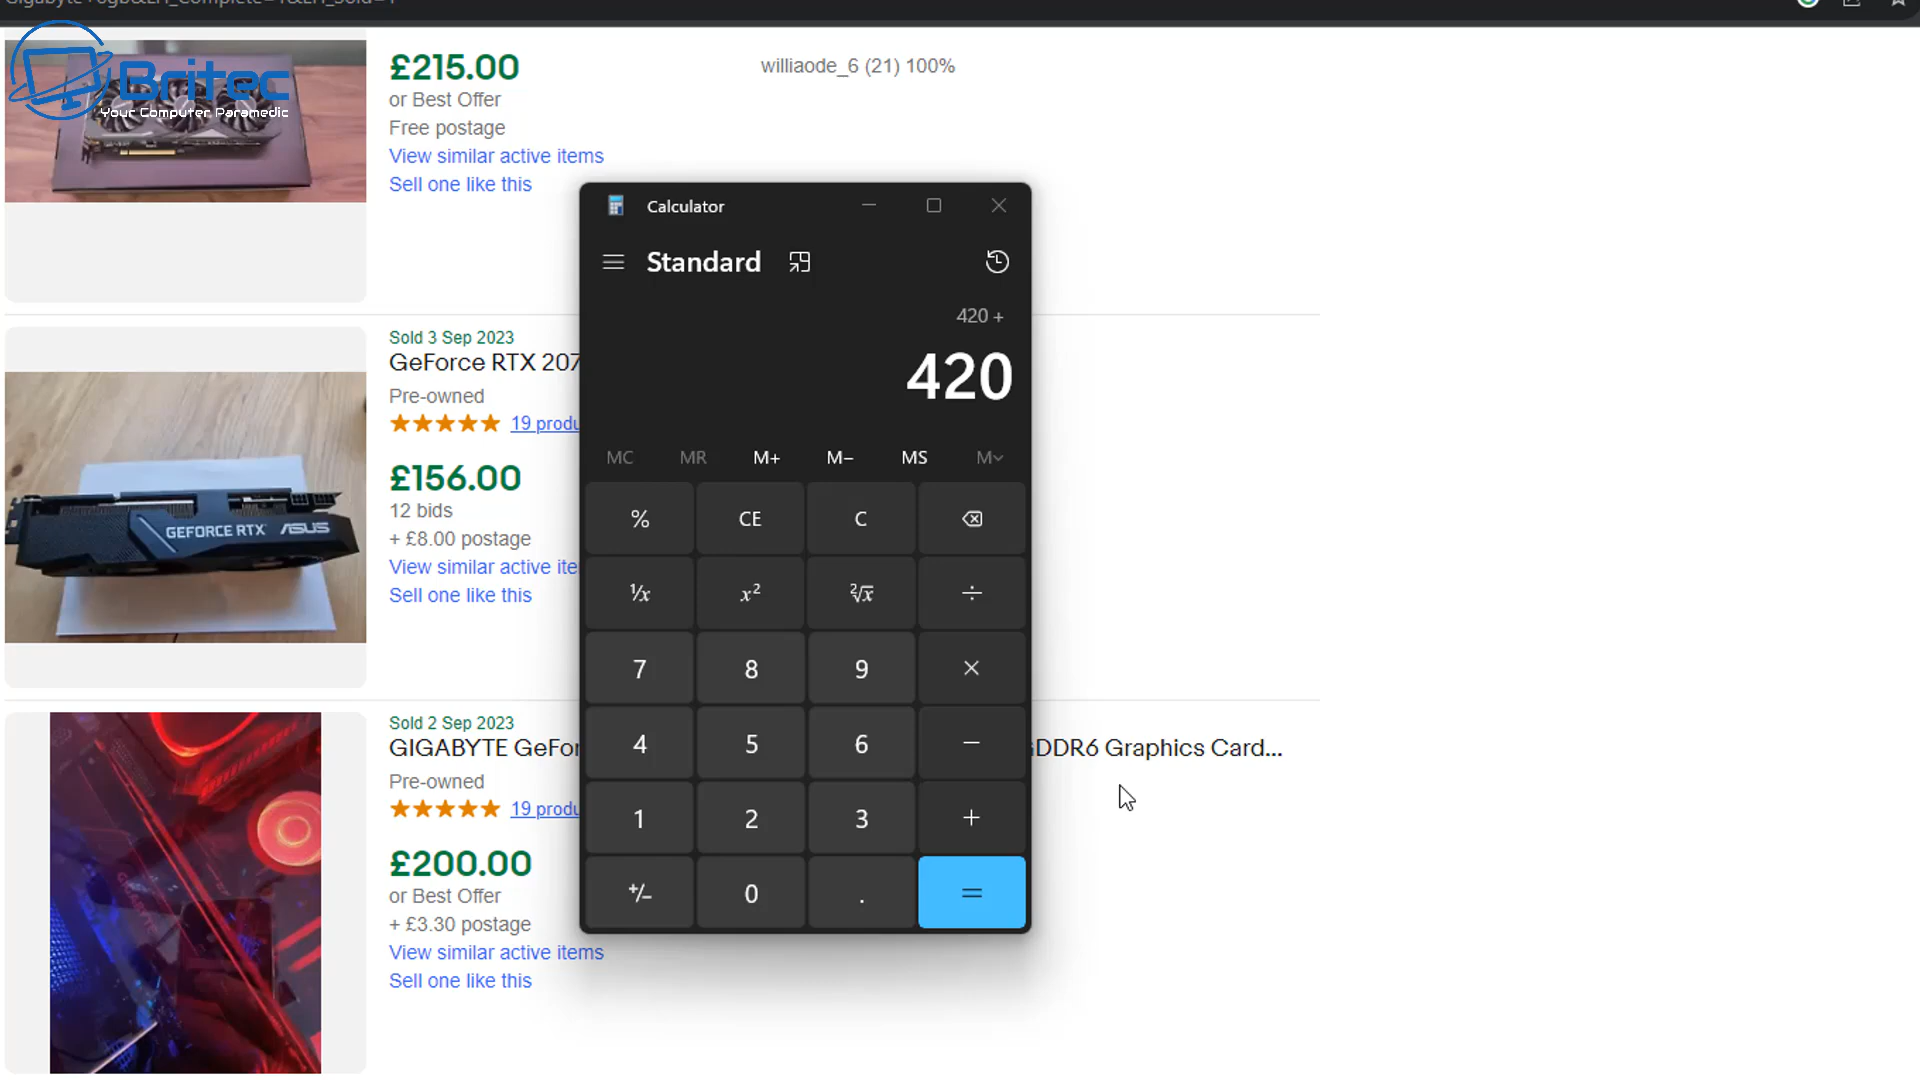 Britec
Your Computer Paramedic
£215.00
williaode_6 (21) 100%
or Best Offer
Free postage
View similar active items
Sell one like this
Calculator
Standard
420 +
420
MC MR M+ M− MS M
% CE C
⅟x x² ²√x ÷
7 8 9 ×
4 5 6 −
1 2 3 +
+/− 0 . =
Sold 3 Sep 2023
GeForce RTX 207
Pre-owned
19 produ
£156.00
12 bids
+ £8.00 postage
View similar active ite
Sell one like this
GEFORCE RTX ASUS
Sold 2 Sep 2023
GIGABYTE GeFor
DDR6 Graphics Card...
Pre-owned
19 produ
£200.00
or Best Offer
+ £3.30 postage
View similar active items
Sell one like this